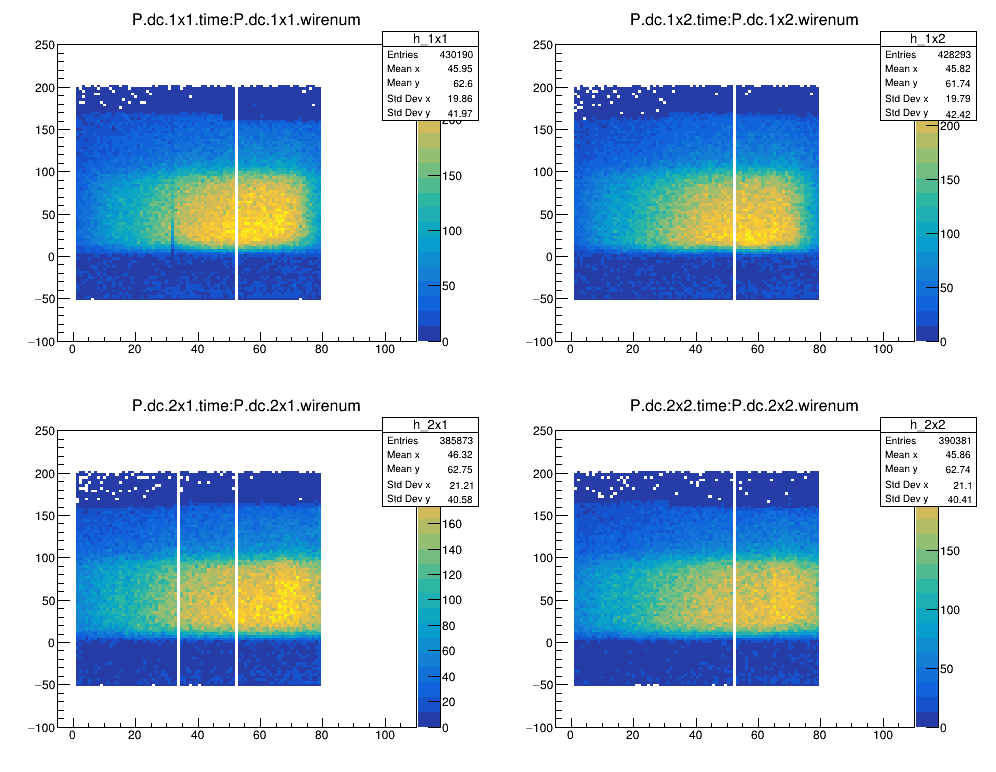 P.dc.1x1.time:P.dc.1x1.wirenum
h_1x1
Entries 430190
Mean x 45.95
Mean y 62.6
Std Dev x 19.86
Std Dev y 41.97
250
200
150
100
50
0
−50
−100
0 20 40 60 80 100
200
150
100
50
0
P.dc.1x2.time:P.dc.1x2.wirenum
h_1x2
Entries 428293
Mean x 45.82
Mean y 61.74
Std Dev x 19.79
Std Dev y 42.42
250
200
150
100
50
0
−50
−100
0 20 40 60 80 100
200
150
100
50
0
P.dc.2x1.time:P.dc.2x1.wirenum
h_2x1
Entries 385873
Mean x 46.32
Mean y 62.75
Std Dev x 21.21
Std Dev y 40.58
250
200
150
100
50
0
−50
−100
0 20 40 60 80 100
160
140
120
100
80
60
40
20
0
P.dc.2x2.time:P.dc.2x2.wirenum
h_2x2
Entries 390381
Mean x 45.86
Mean y 62.74
Std Dev x 21.1
Std Dev y 40.41
250
200
150
100
50
0
−50
−100
0 20 40 60 80 100
150
100
50
0